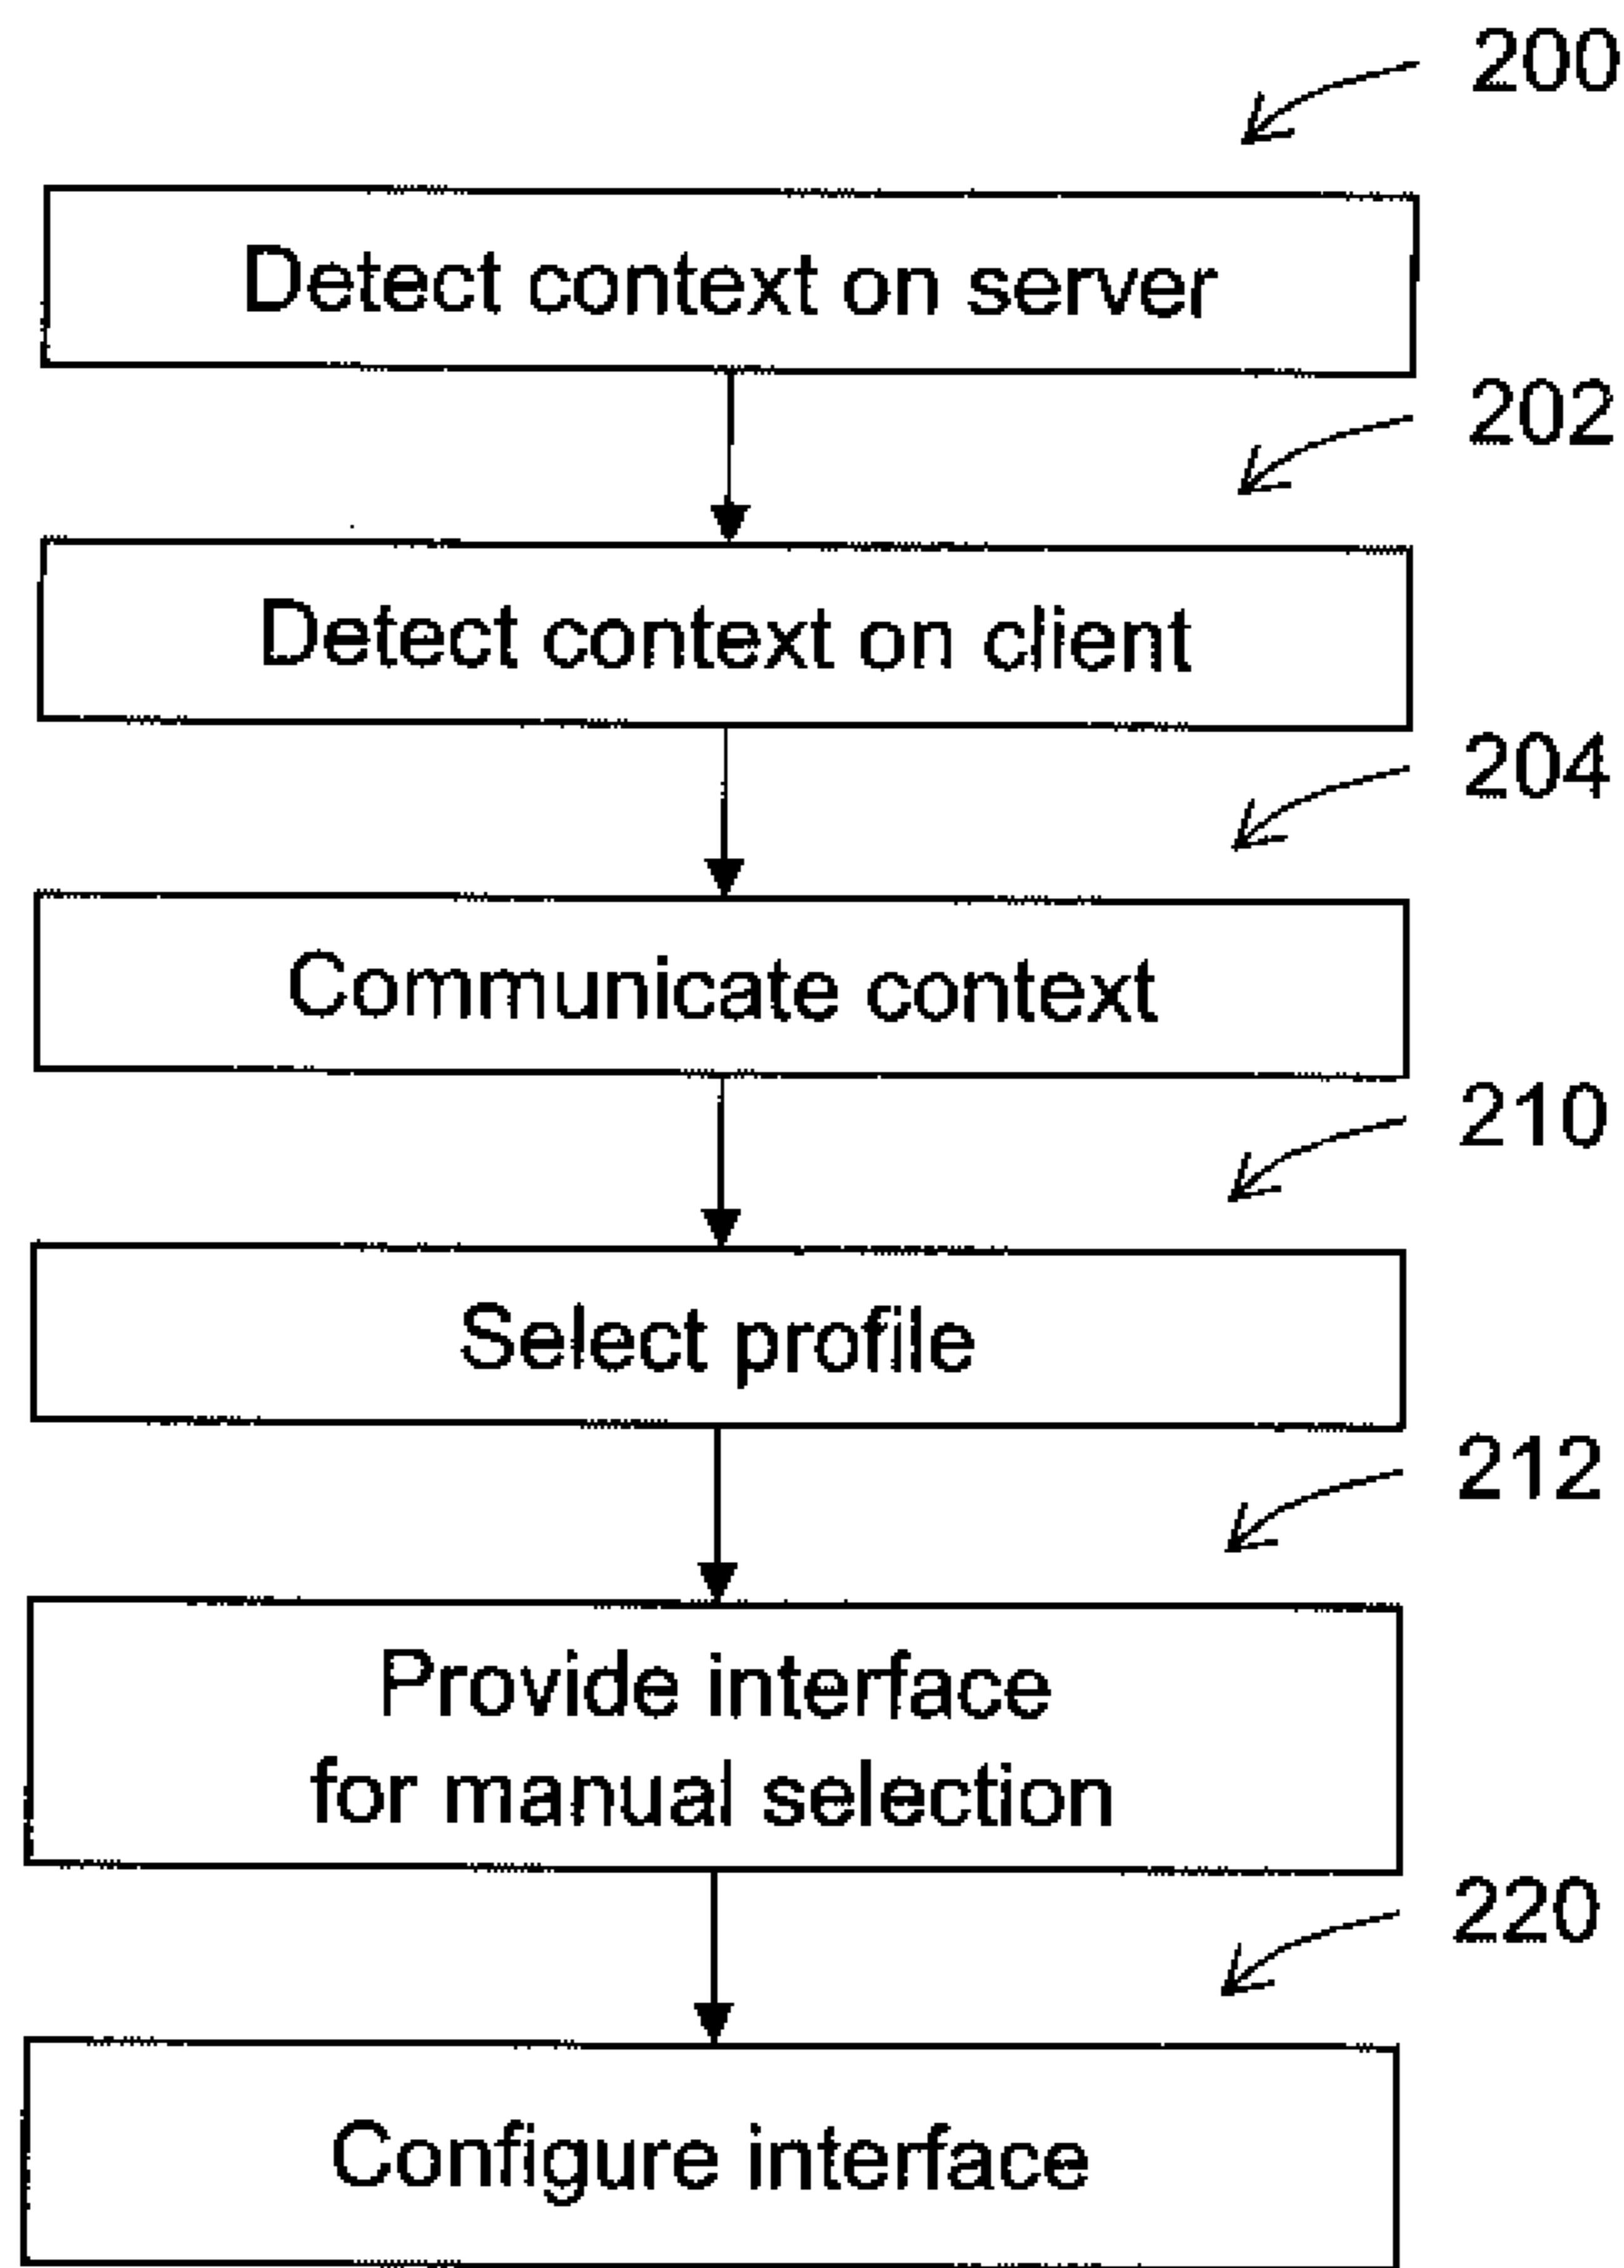 200
Detect context on server
202
Detect context on client
204
Communicate context
210
Select profile
212
Provide interface
for manual selection
220
Configure interface